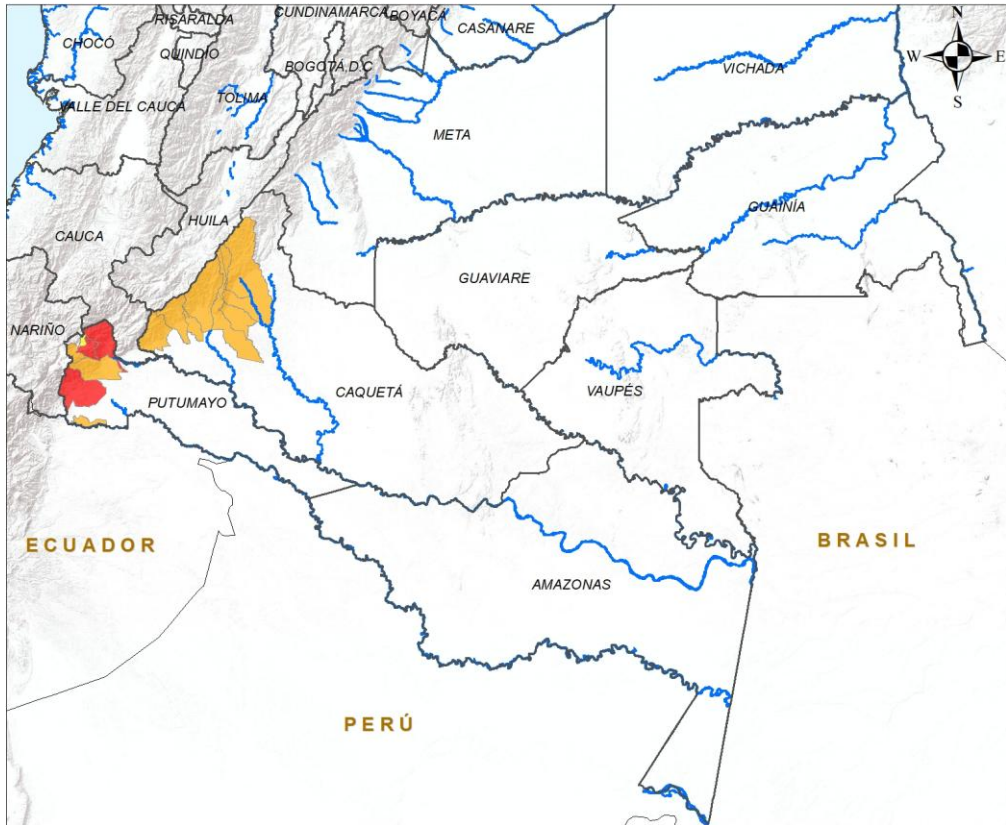 RISARALDA
CUNDINAMARCA
BOYACÁ
CASANARE
CHOCÓ
QUINDÍO
BOGOTÁ D.C
VICHADA
N
W
E
S
VALLE DEL CAUCA
TOLIMA
META
HUILA
GUAINÍA
CAUCA
GUAVIARE
NARIÑO
CAQUETÁ
VAUPÉS
PUTUMAYO
ECUADOR
BRASIL
AMAZONAS
PERÚ